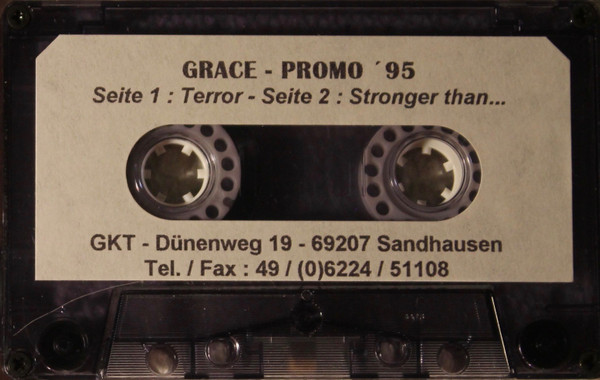 GRACE - PROMO ´95
Seite 1 : Terror - Seite 2 : Stronger than...
GKT - Dünenweg 19 - 69207 Sandhausen
Tel. / Fax : 49 / (0)6224 / 51108